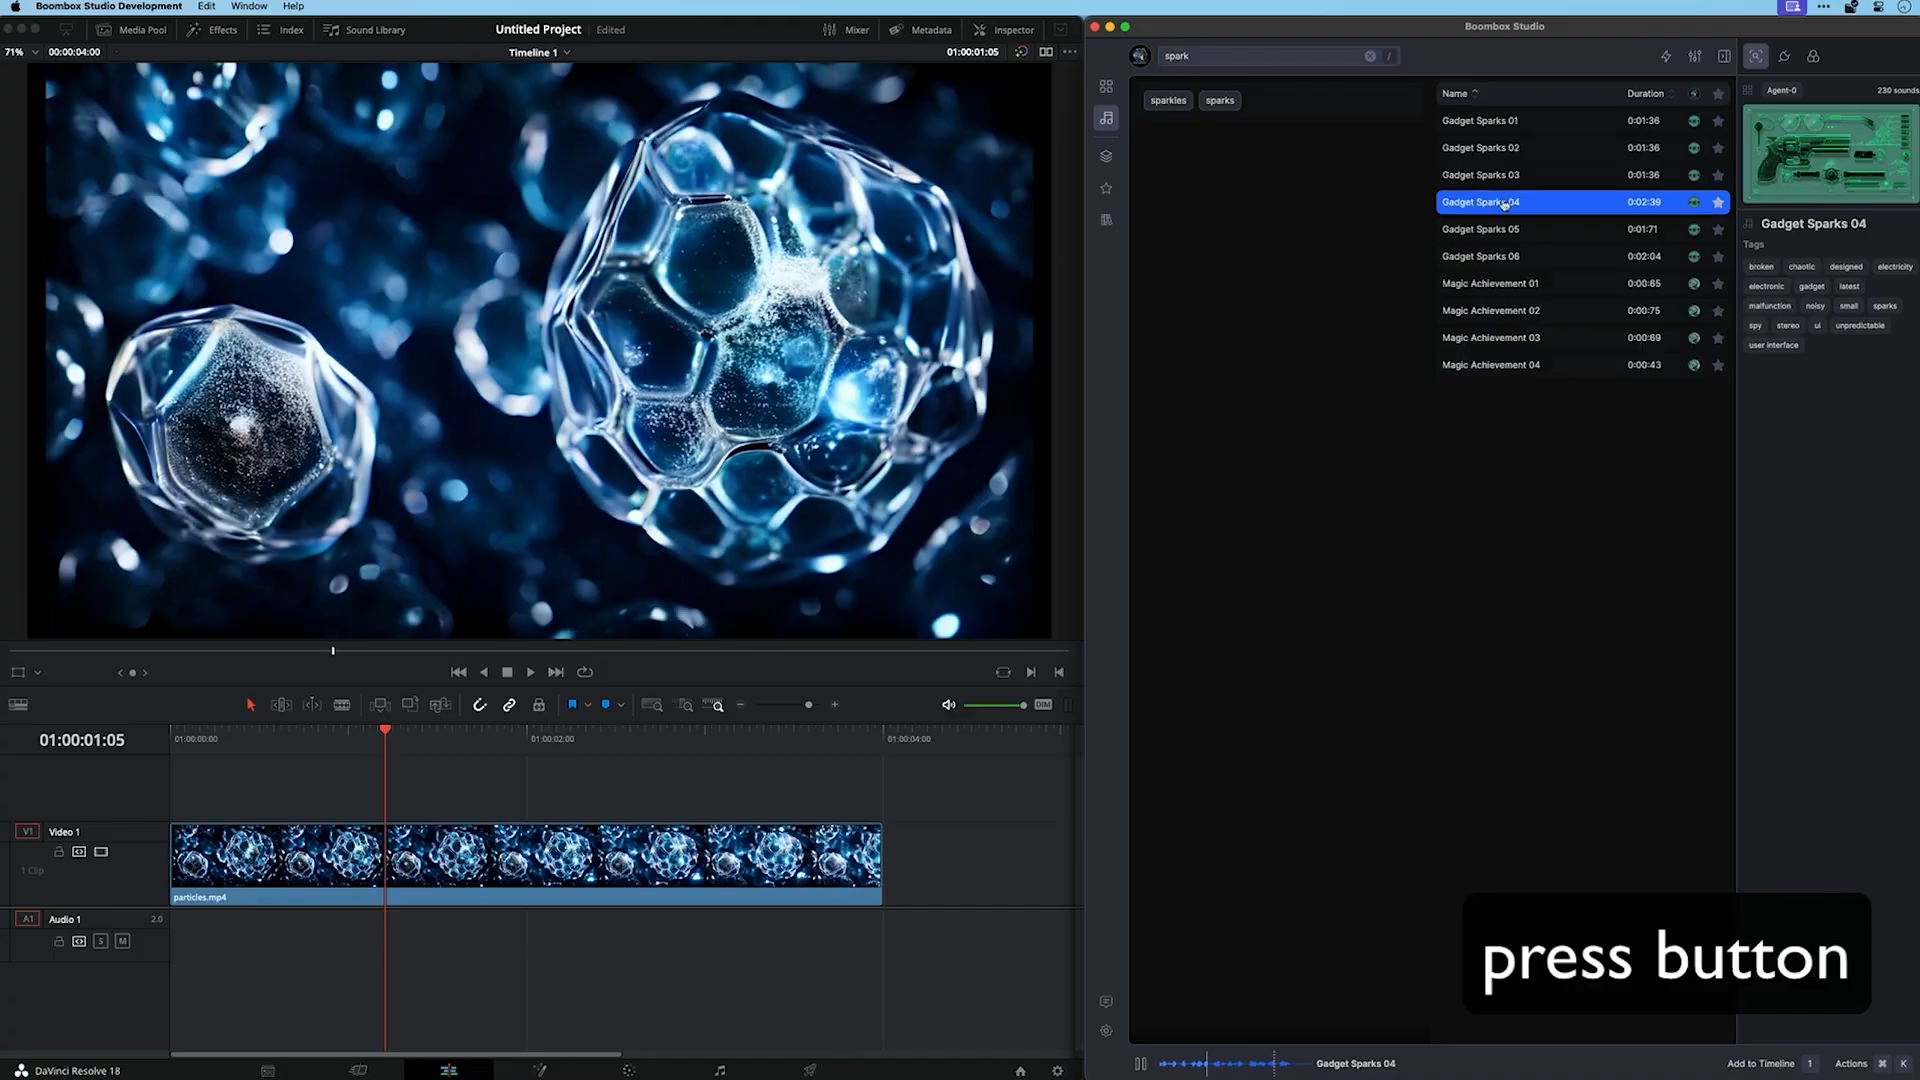 Boombox Studio Development Edit Window Help
Media Pool Effects Index Sound Library Untitled Project Edited Mixer Metadata Inspector
71% 00:00:04:00 Timeline 1 01:00:01:05
01:00:01:05
01:00:00:00 01:00:02:00 01:00:04:00
V1 Video 1
1 Clip
particles.mp4
A1 Audio 1 2.0
S M
DIM
DaVinci Resolve 18
Boombox Studio
spark /
sparkles sparks
Name Duration
Gadget Sparks 01 0:01:36
Gadget Sparks 02 0:01:36
Gadget Sparks 03 0:01:36
Gadget Sparks 04 0:02:39
Gadget Sparks 05 0:01:71
Gadget Sparks 06 0:02:04
Magic Achievement 01 0:00:65
Magic Achievement 02 0:00:75
Magic Achievement 03 0:00:69
Magic Achievement 04 0:00:43
Agent-0 230 sounds
Gadget Sparks 04
Tags
broken chaotic designed electricity
electronic gadget latest
malfunction noisy small sparks
spy stereo ui unpredictable
user interface
press button
Gadget Sparks 04 Add to Timeline 1 Actions ⌘ K